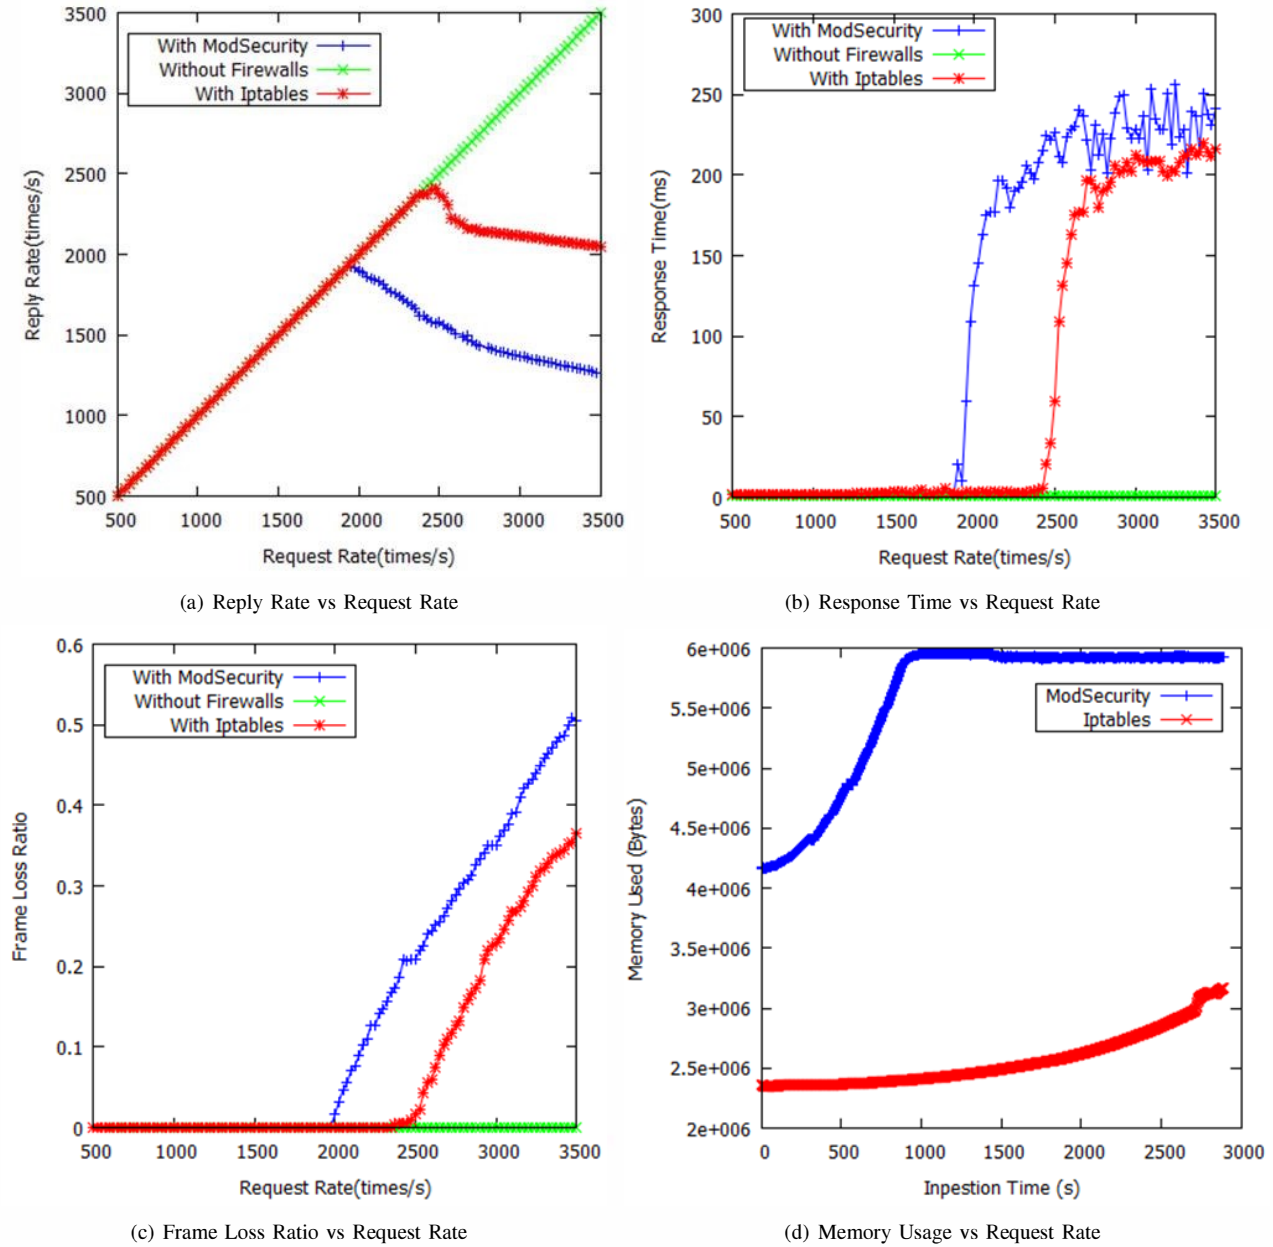 3500
3000
2500
2000
1500
1000
500
Reply Rate(times/s)
With ModSecurity
Without Firewalls
With Iptables
500 1000 1500 2000 2500 3000 3500
Request Rate(times/s)
(a) Reply Rate vs Request Rate
300
250
200
150
100
50
0
Response Time(ms)
With ModSecurity
Without Firewalls
With Iptables
500 1000 1500 2000 2500 3000 3500
Request Rate(times/s)
(b) Response Time vs Request Rate
0.6
0.5
0.4
0.3
0.2
0.1
0
Frame Loss Ratio
With ModSecurity
Without Firewalls
With Iptables
500 1000 1500 2000 2500 3000 3500
Request Rate(times/s)
(c) Frame Loss Ratio vs Request Rate
6e+006
5.5e+006
5e+006
4.5e+006
4e+006
3.5e+006
3e+006
2.5e+006
2e+006
Memory Used (Bytes)
ModSecurity
Iptables
0 500 1000 1500 2000 2500 3000
Inpestion Time (s)
(d) Memory Usage vs Request Rate